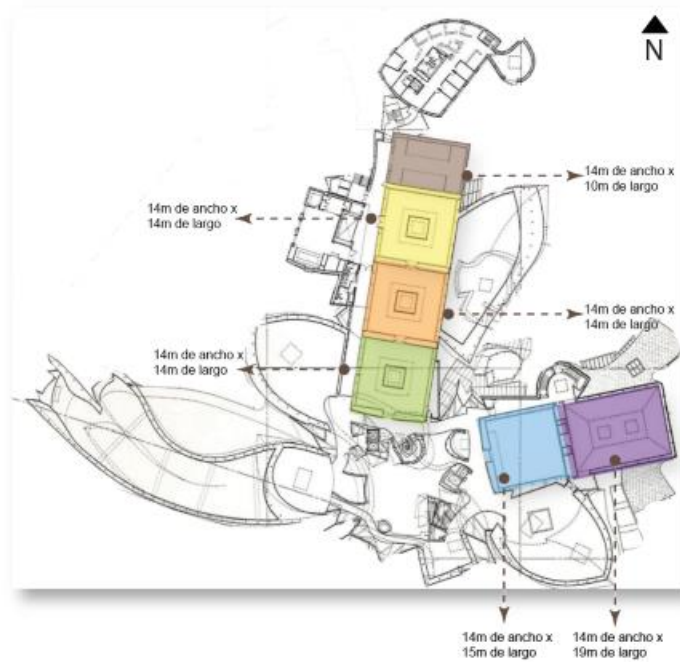 N
14m de ancho x
10m de largo
14m de ancho x
14m de largo
14m de ancho x
14m de largo
14m de ancho x
14m de largo
14m de ancho x
15m de largo
14m de ancho x
19m de largo